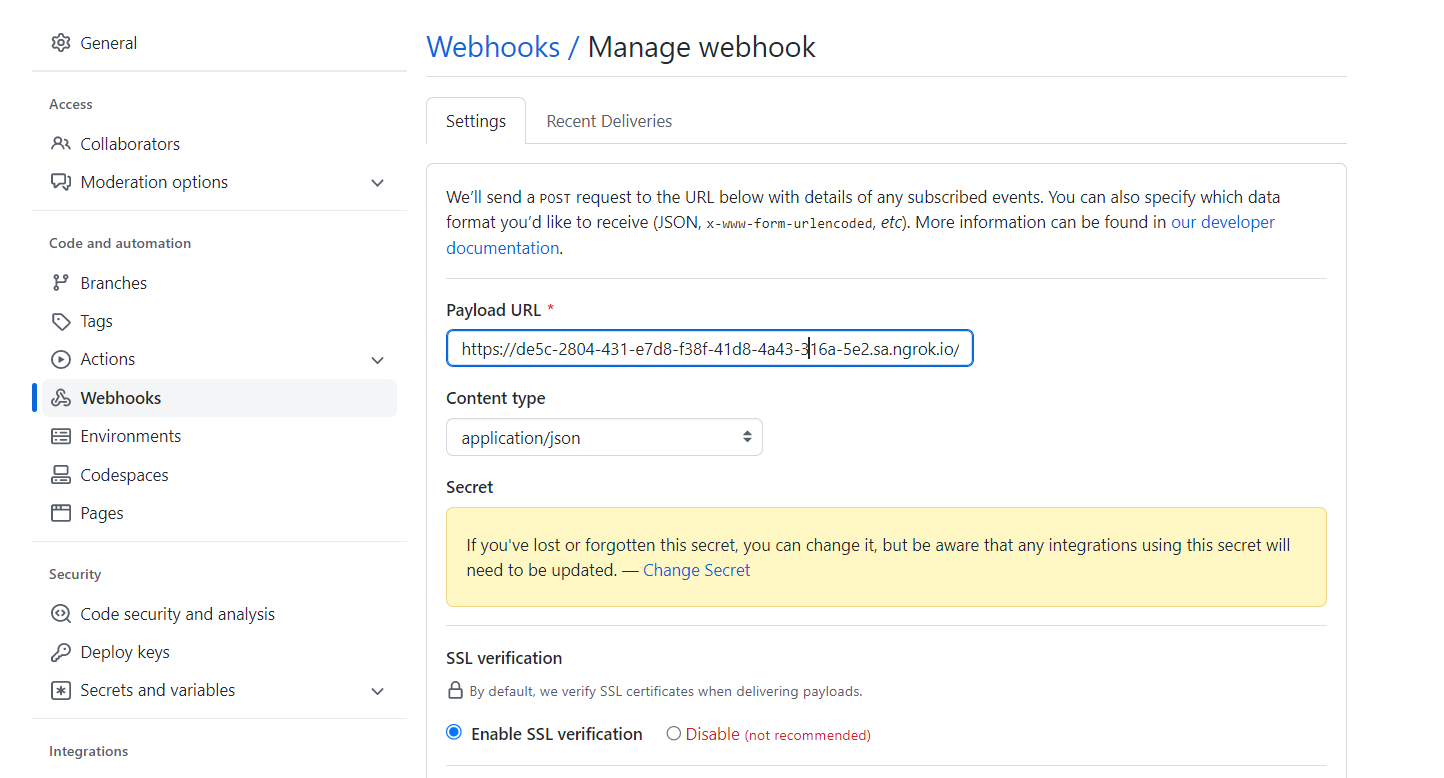 General
Access
Collaborators
Moderation options
Code and automation
Branches
Tags
Actions
Webhooks
Environments
Codespaces
Pages
Security
Code security and analysis
Deploy keys
Secrets and variables
Integrations
Webhooks / Manage webhook
Settings
Recent Deliveries
We'll send a POST request to the URL below with details of any subscribed events. You can also specify which data
format you'd like to receive (JSON, x-www-form-urlencoded, etc). More information can be found in our developer
documentation.
Payload URL *
https://de5c-2804-431-e7d8-f38f-41d8-4a43-316a-5e2.sa.ngrok.io/
Content type
application/json
Secret
If you've lost or forgotten this secret, you can change it, but be aware that any integrations using this secret will
need to be updated. — Change Secret
SSL verification
By default, we verify SSL certificates when delivering payloads.
Enable SSL verification
Disable (not recommended)